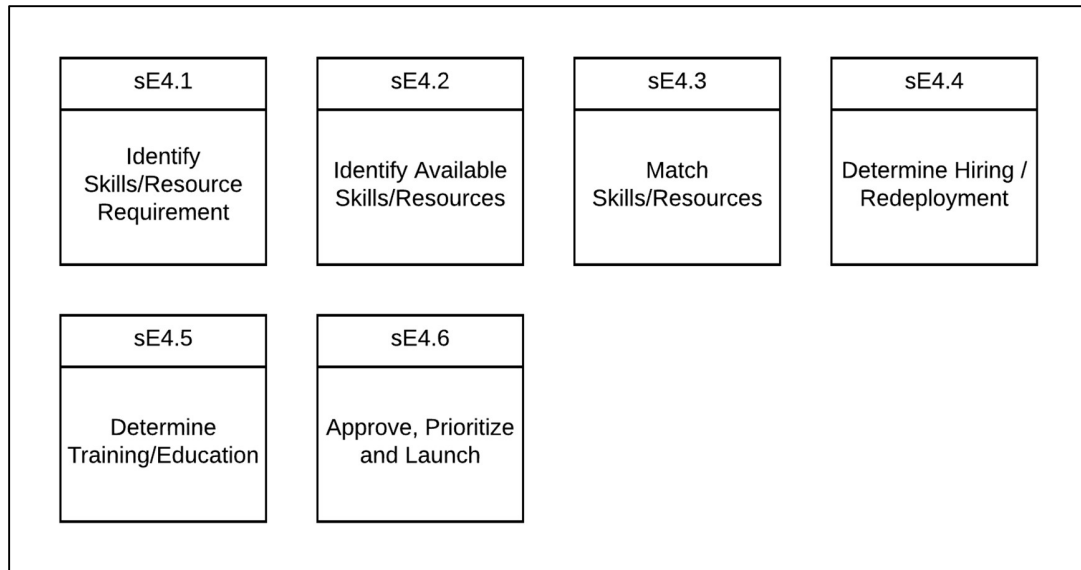 sE4.1
Identify
Skills/Resource
Requirement
sE4.2
Identify Available
Skills/Resources
sE4.3
Match
Skills/Resources
sE4.4
Determine Hiring /
Redeployment
sE4.5
Determine
Training/Education
sE4.6
Approve, Prioritize
and Launch